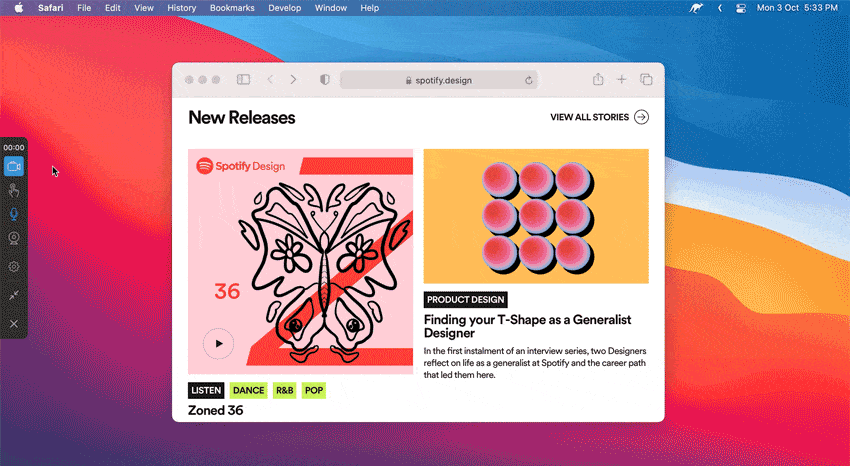 Safari File Edit View History Bookmarks Develop Window Help Mon 3 Oct 5:33 PM
spotify.design
00:00
New Releases
VIEW ALL STORIES
Spotify Design
36
LISTEN DANCE R&B POP
Zoned 36
PRODUCT DESIGN
Finding your T-Shape as a Generalist
Designer
In the first instalment of an interview series, two Designers
reflect on life as a generalist at Spotify and the career path
that led them here.